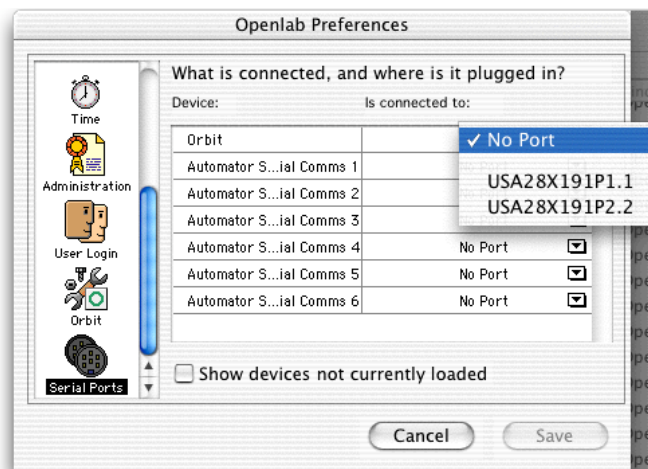 Openlab Preferences
Time
Administration
User Login
Orbit
Serial Ports
What is connected, and where is it plugged in?
Device: Is connected to:
Orbit
✓ No Port
Automator S...ial Comms 1
USA28X191P1.1
Automator S...ial Comms 2
USA28X191P2.2
Automator S...ial Comms 3
Automator S...ial Comms 4 No Port
Automator S...ial Comms 5 No Port
Automator S...ial Comms 6 No Port
Show devices not currently loaded
Cancel Save